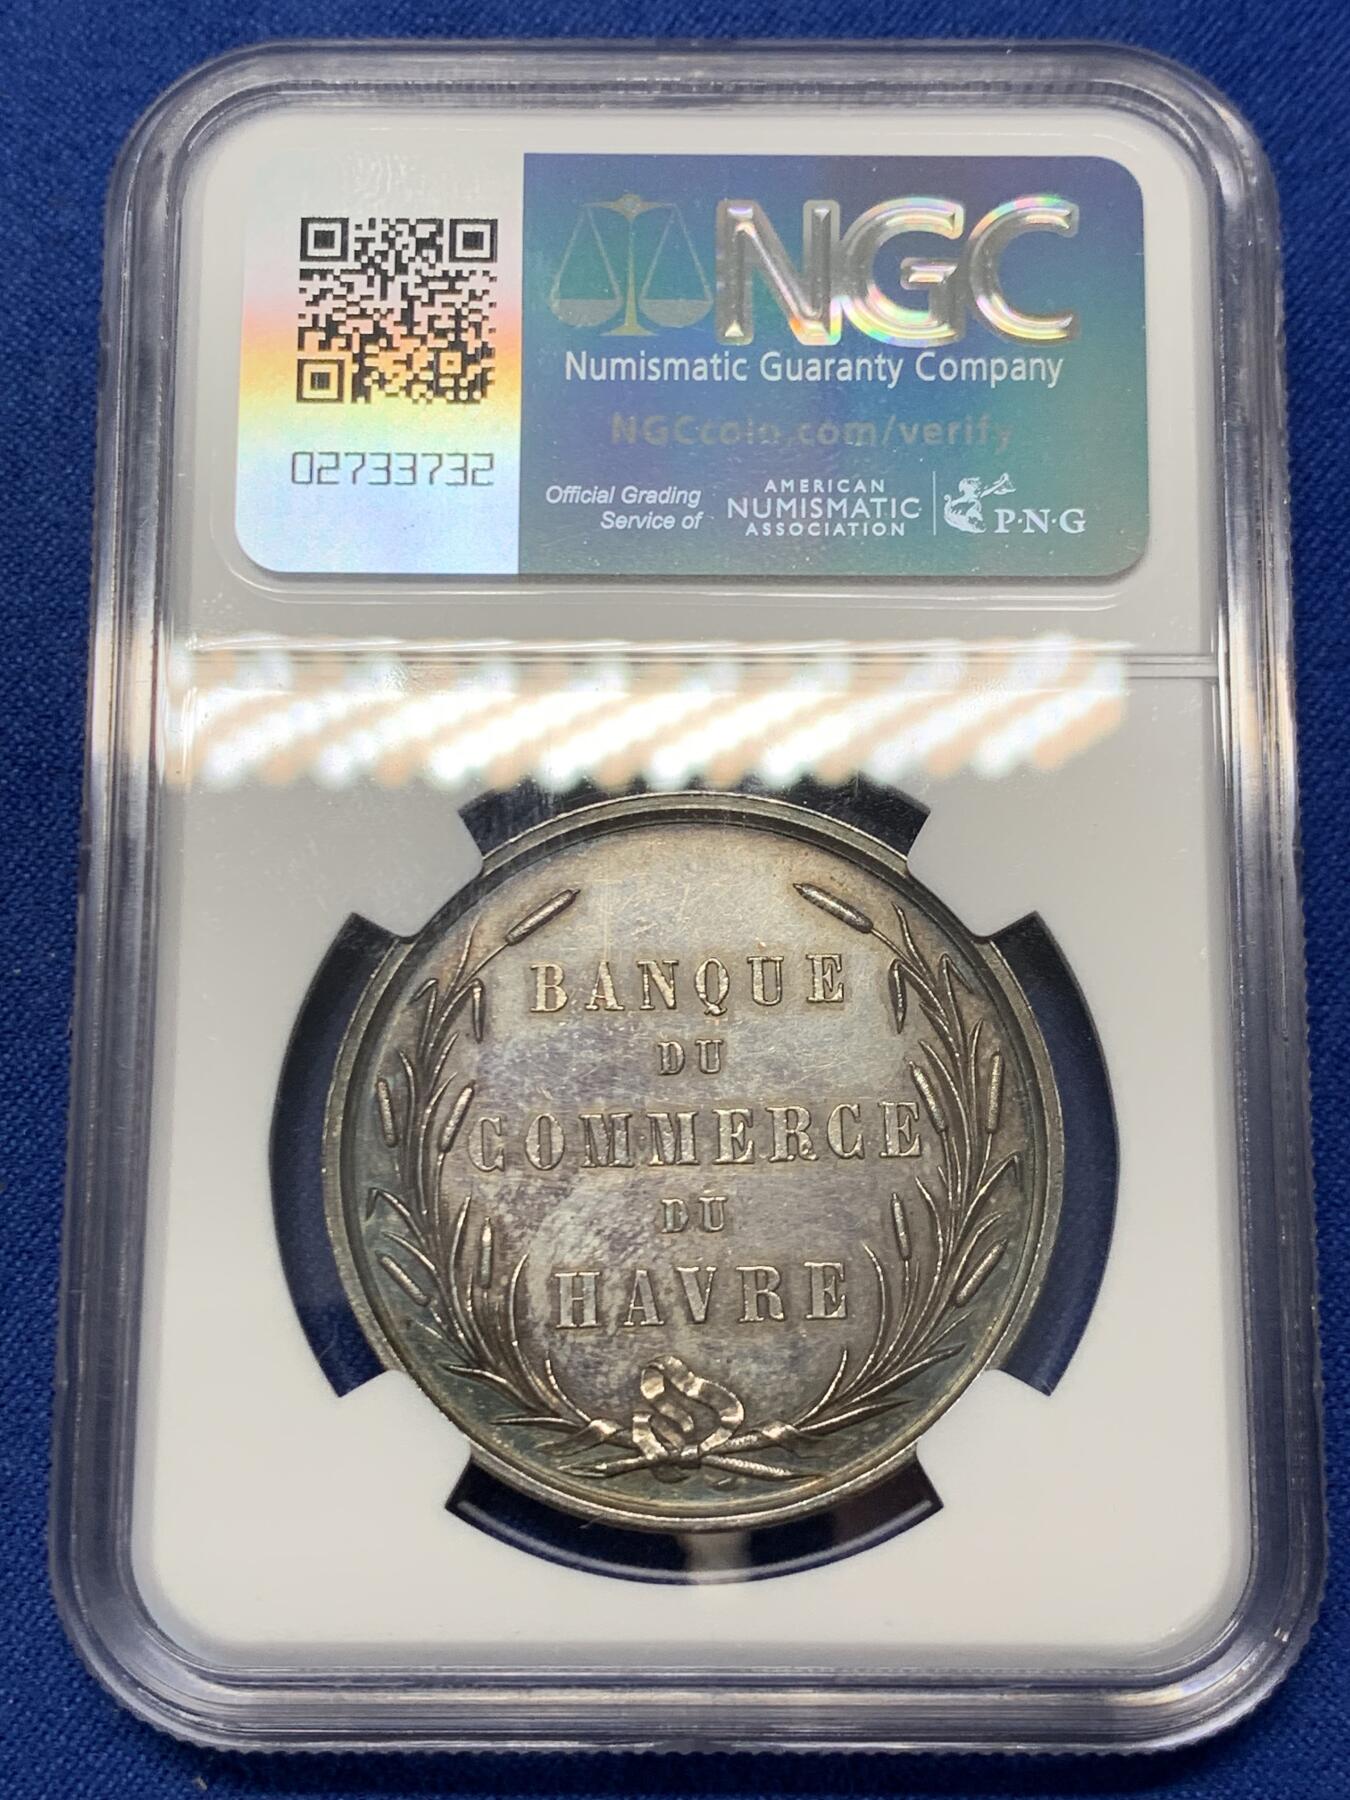 NGC
Numismatic Guaranty Company
NGCcoin.com/verify
02733732
Official Grading
Service of
AMERICAN
NUMISMATIC
ASSOCIATION
P·N·G
BANQUE
DU
COMMERCE
DU
HAVRE